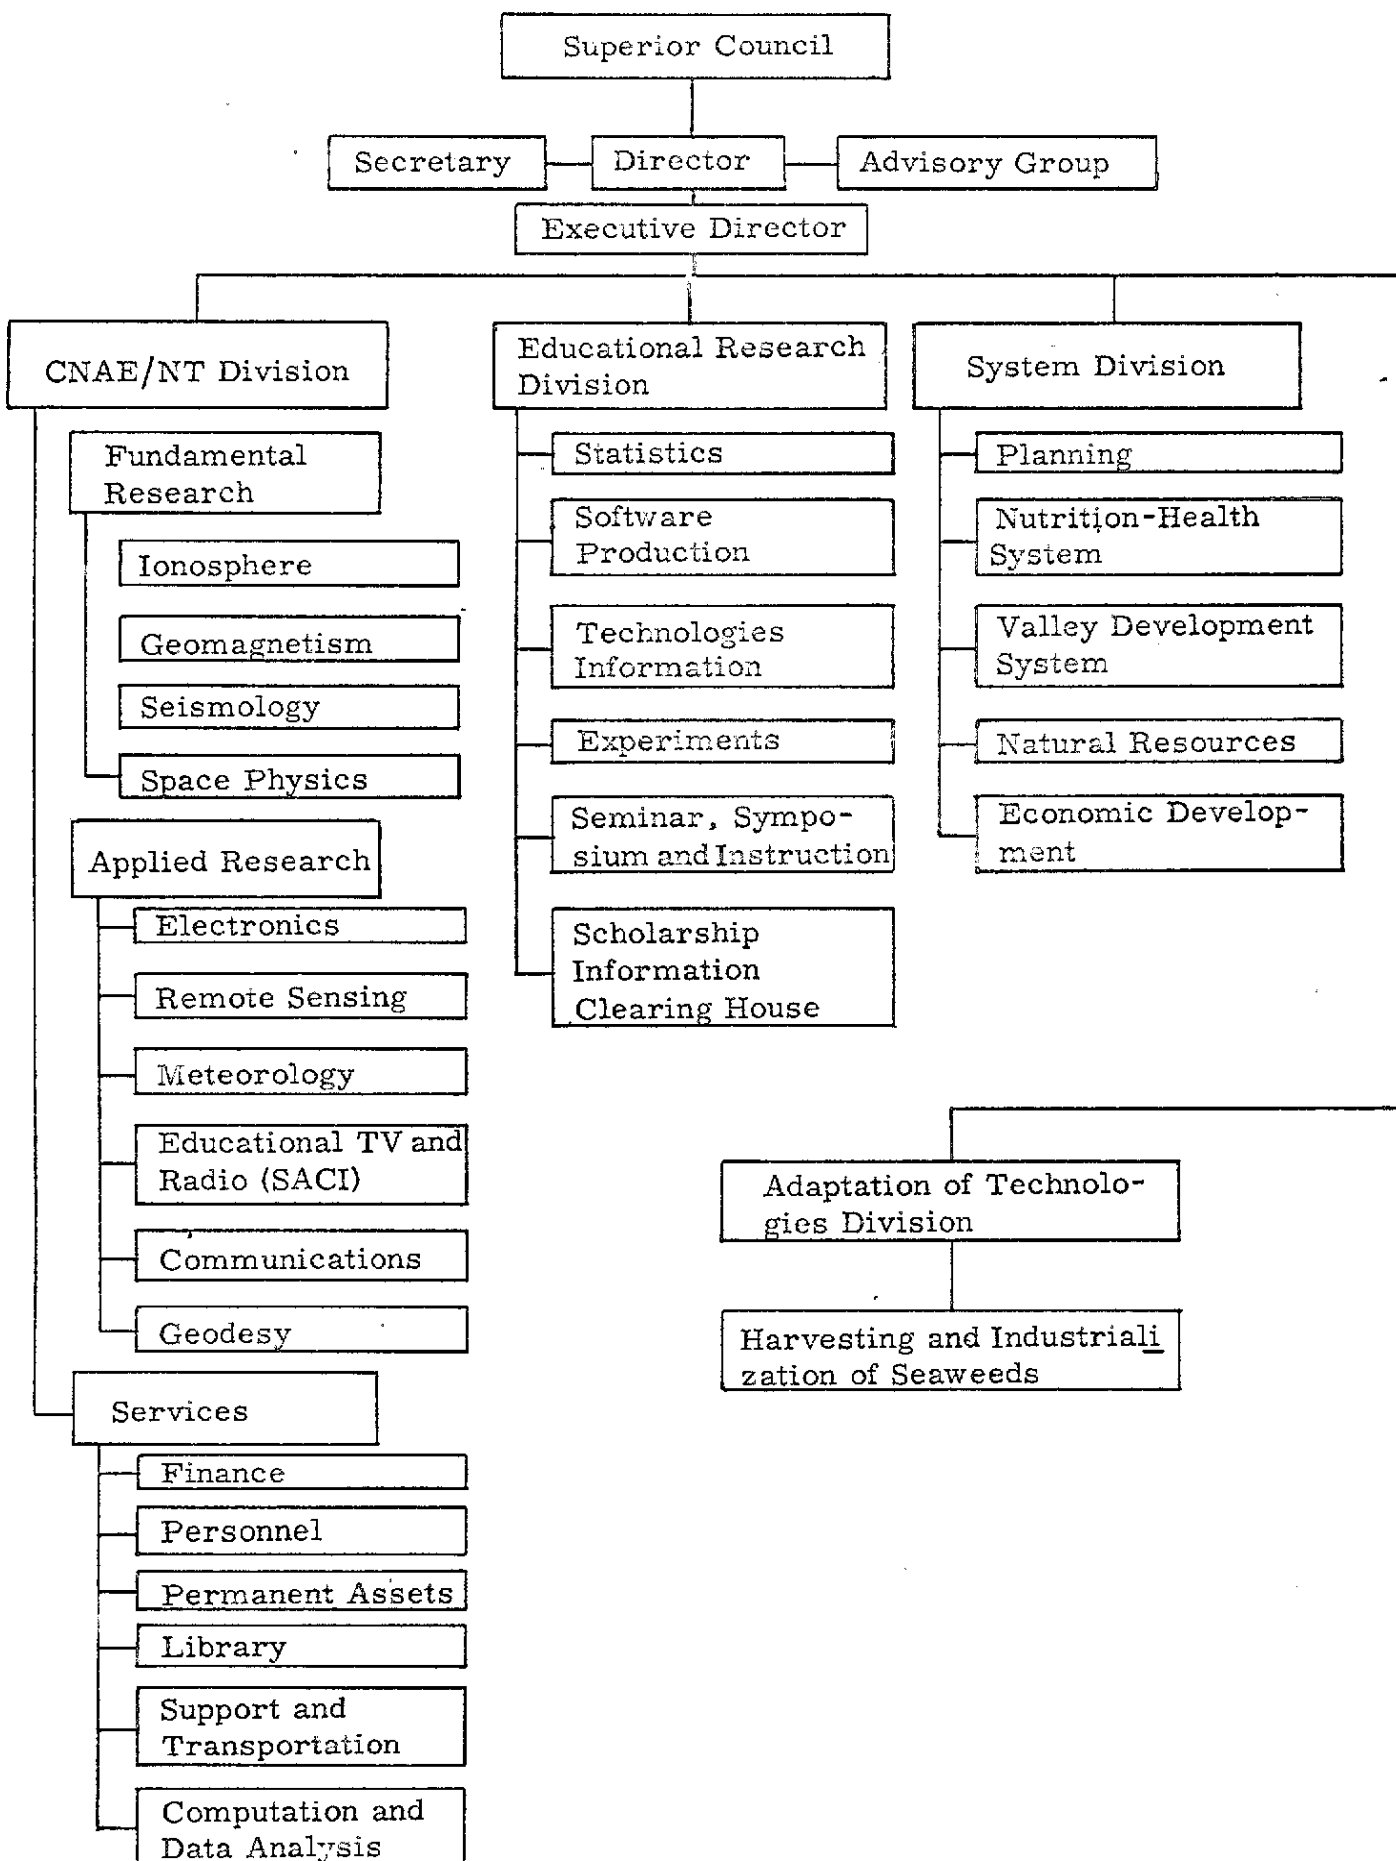 Superior Council
Secretary
Director
Advisory Group
Executive Director
CNAE/NT Division
Fundamental
Research
Ionosphere
Geomagnetism
Seismology
Space Physics
Applied Research
Electronics
Remote Sensing
Meteorology
Educational TV and
Radio (SACI)
Communications
Geodesy
Services
Finance
Personnel
Permanent Assets
Library
Support and
Transportation
Computation and
Data Analysis
Educational Research
Division
Statistics
Software
Production
Technologies
Information
Experiments
Seminar, Sympo-
sium and Instruction
Scholarship
Information
Clearing House
System Division
Planning
Nutrition-Health
System
Valley Development
System
Natural Resources
Economic Develop-
ment
Adaptation of Technolo-
gies Division
Harvesting and Industriali
zation of Seaweeds